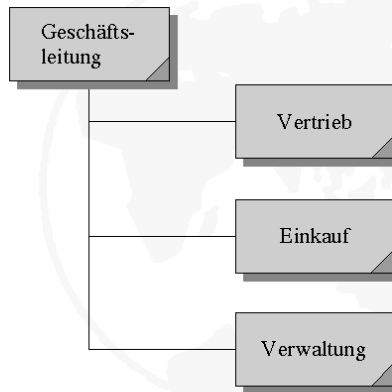 Geschäfts-
leitung
Vertrieb
Einkauf
Verwaltung